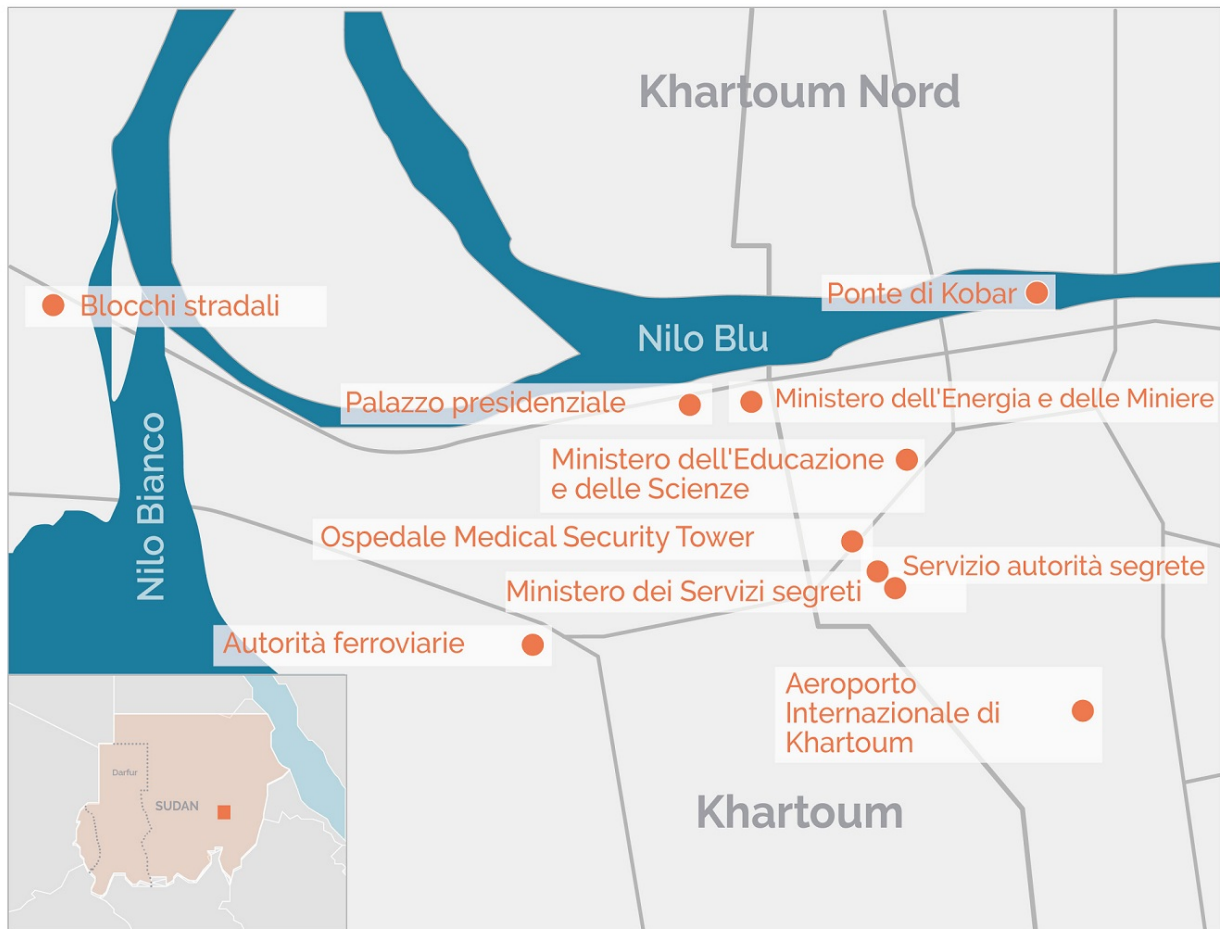 Khartoum Nord
Ponte di Kobar
Blocchi stradali
Nilo Blu
Palazzo presidenziale
Ministero dell'Energia e delle Miniere
Nilo Bianco
Ministero dell'Educazione
e delle Scienze
Ospedale Medical Security Tower
Servizio autorità segrete
Ministero dei Servizi segreti
Autorità ferroviarie
Aeroporto
Internazionale di
Khartoum
Khartoum
Darfur
SUDAN